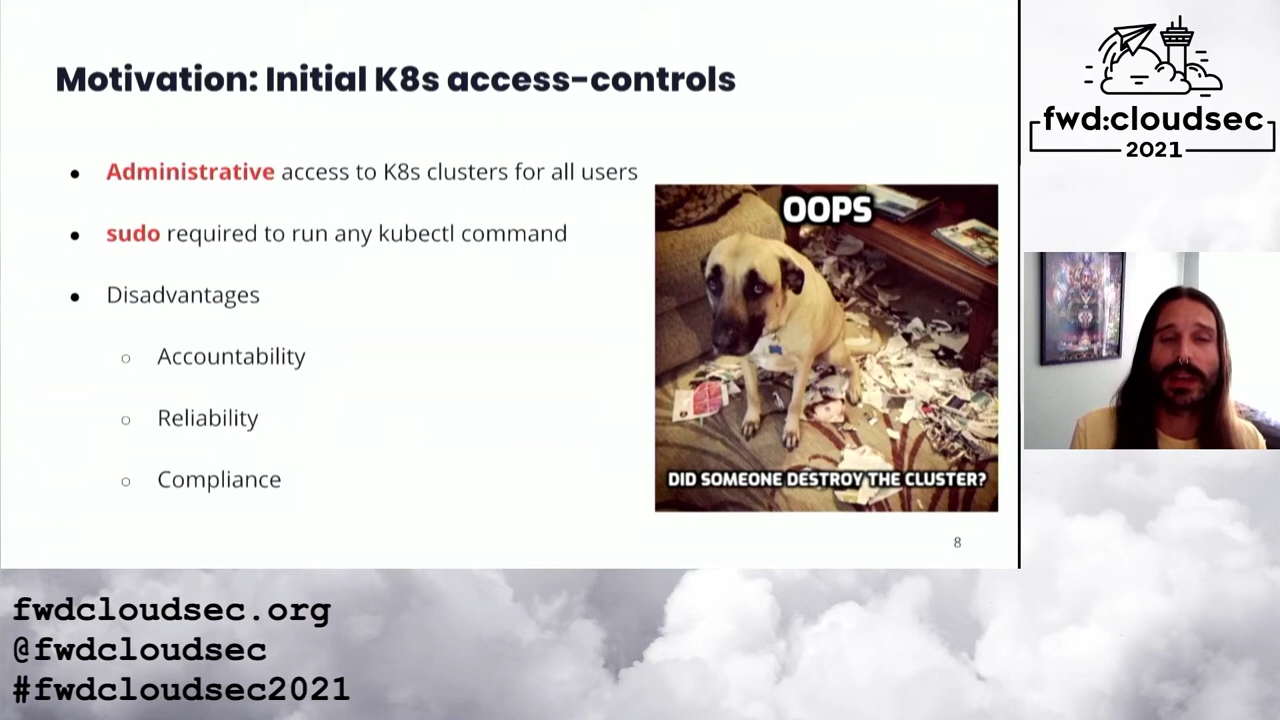 Motivation: Initial K8s access-controls
● Administrative access to K8s clusters for all users
● sudo required to run any kubectl command
● Disadvantages
○ Accountability
○ Reliability
○ Compliance
OOPS
DID SOMEONE DESTROY THE CLUSTER?
8
fwd:cloudsec
2021
fwdcloudsec.org
@fwdcloudsec
#fwdcloudsec2021